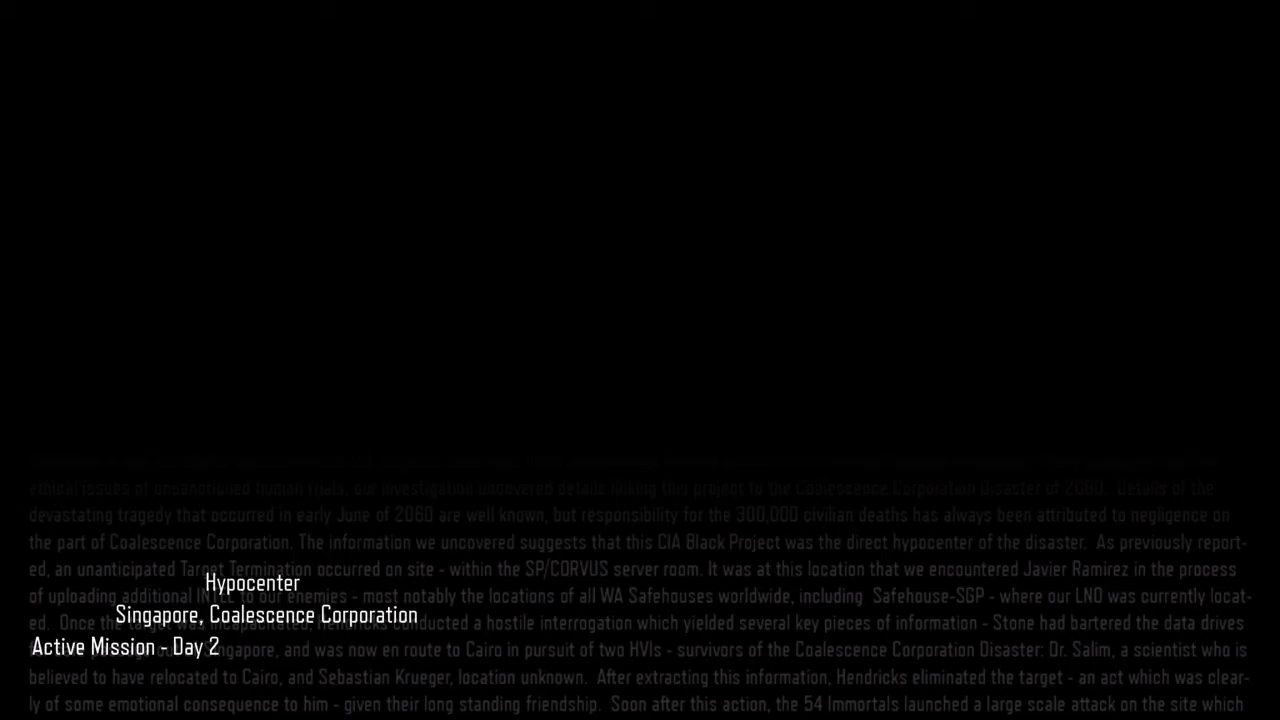 ethical issues of unsanctioned human trials, our investigation uncovered details linking this project to the Coalescence Corporation Disaster of 2060. Details of the
devastating tragedy that occurred in early June of 2060 are well known, but responsibility for the 300,000 civilian deaths has always been attributed to negligence on
the part of Coalescence Corporation. The information we uncovered suggests that this CIA Black Project was the direct hypocenter of the disaster. As previously report-
ed, an unanticipated Target Termination occurred on site - within the SP/CORVUS server room. It was at this location that we encountered Javier Ramirez in the process
Hypocenter
of uploading additional INTEL to our enemies - most notably the locations of all WA Safehouses worldwide, including Safehouse-SGP - where our LNO was currently locat-
Singapore, Coalescence Corporation
ed. Once the target was incapacitated, Hendricks conducted a hostile interrogation which yielded several key pieces of information - Stone had bartered the data drives
Active Mission - Day 2
Singapore, and was now en route to Cairo in pursuit of two HVIs - survivors of the Coalescence Corporation Disaster: Dr. Salim, a scientist who is
believed to have relocated to Cairo, and Sebastian Krueger, location unknown. After extracting this information, Hendricks eliminated the target - an act which was clear-
ly of some emotional consequence to him - given their long standing friendship. Soon after this action, the 54 Immortals launched a large scale attack on the site which